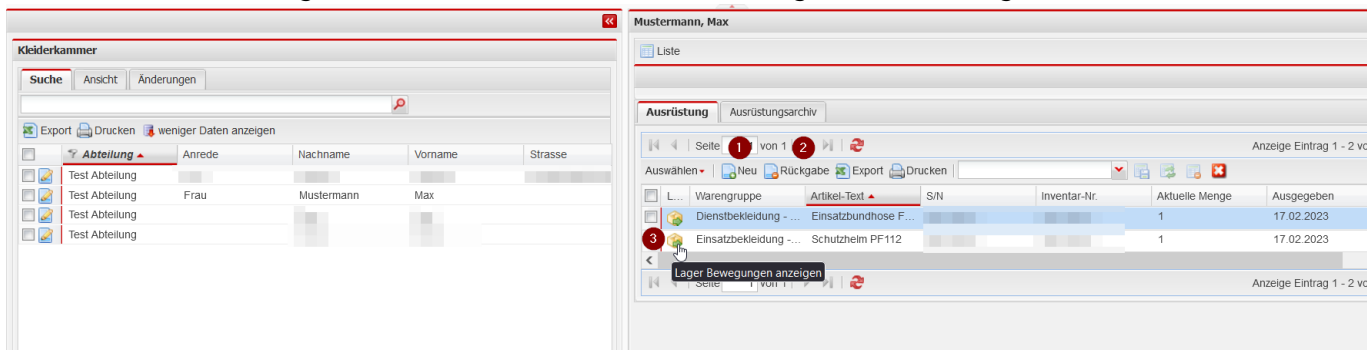 Kleiderkammer
Suche Ansicht Änderungen
Export Drucken weniger Daten anzeigen
Abteilung Anrede Nachname Vorname Strasse
Test Abteilung
Test Abteilung Frau Mustermann Max
Test Abteilung
Test Abteilung
Mustermann, Max
Liste
Ausrüstung Ausrüstungsarchiv
Seite 1 von 1 2 Anzeige Eintrag 1 - 2
Auswählen Neu Rückgabe Export Drucken
L... Warengruppe Artikel-Text S/N Inventar-Nr. Aktuelle Menge Ausgegeben
Dienstbekleidung - ... Einsatzbundhose F... 1 17.02.2023
3 Einsatzbekleidung -... Schutzhelm PF112 1 17.02.2023
Lager Bewegungen anzeigen
Seite 1 von 1 Anzeige Eintrag 1 - 2